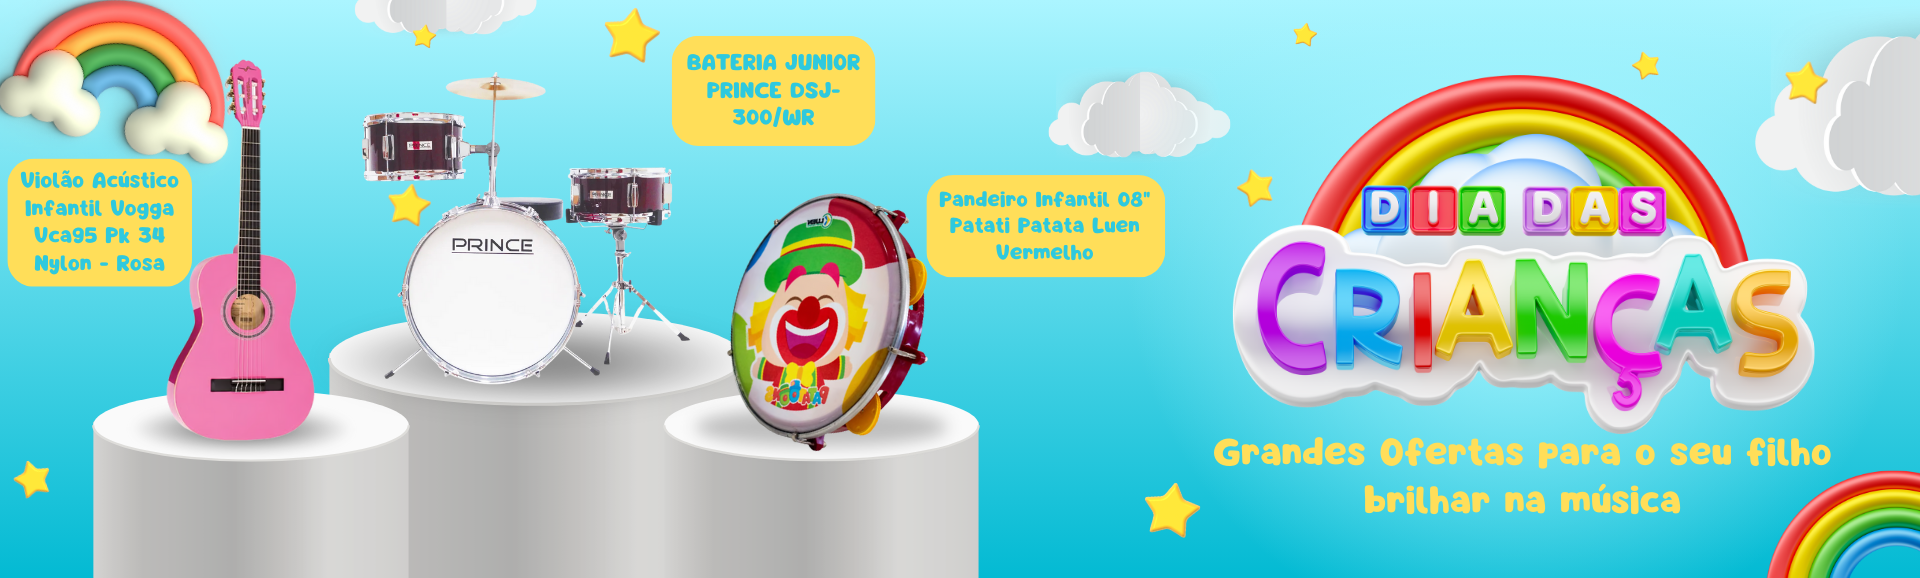 Violão Acústico
Infantil Vogga
Vca95 Pk 34
Nylon - Rosa
PRINCE
BATERIA JUNIOR
PRINCE DSJ-
300/WR
Pandeiro Infantil 08"
Patati Patata Luen
Vermelho
DIA DAS
CRIANÇAS
Grandes Ofertas para o seu filho
brilhar na música